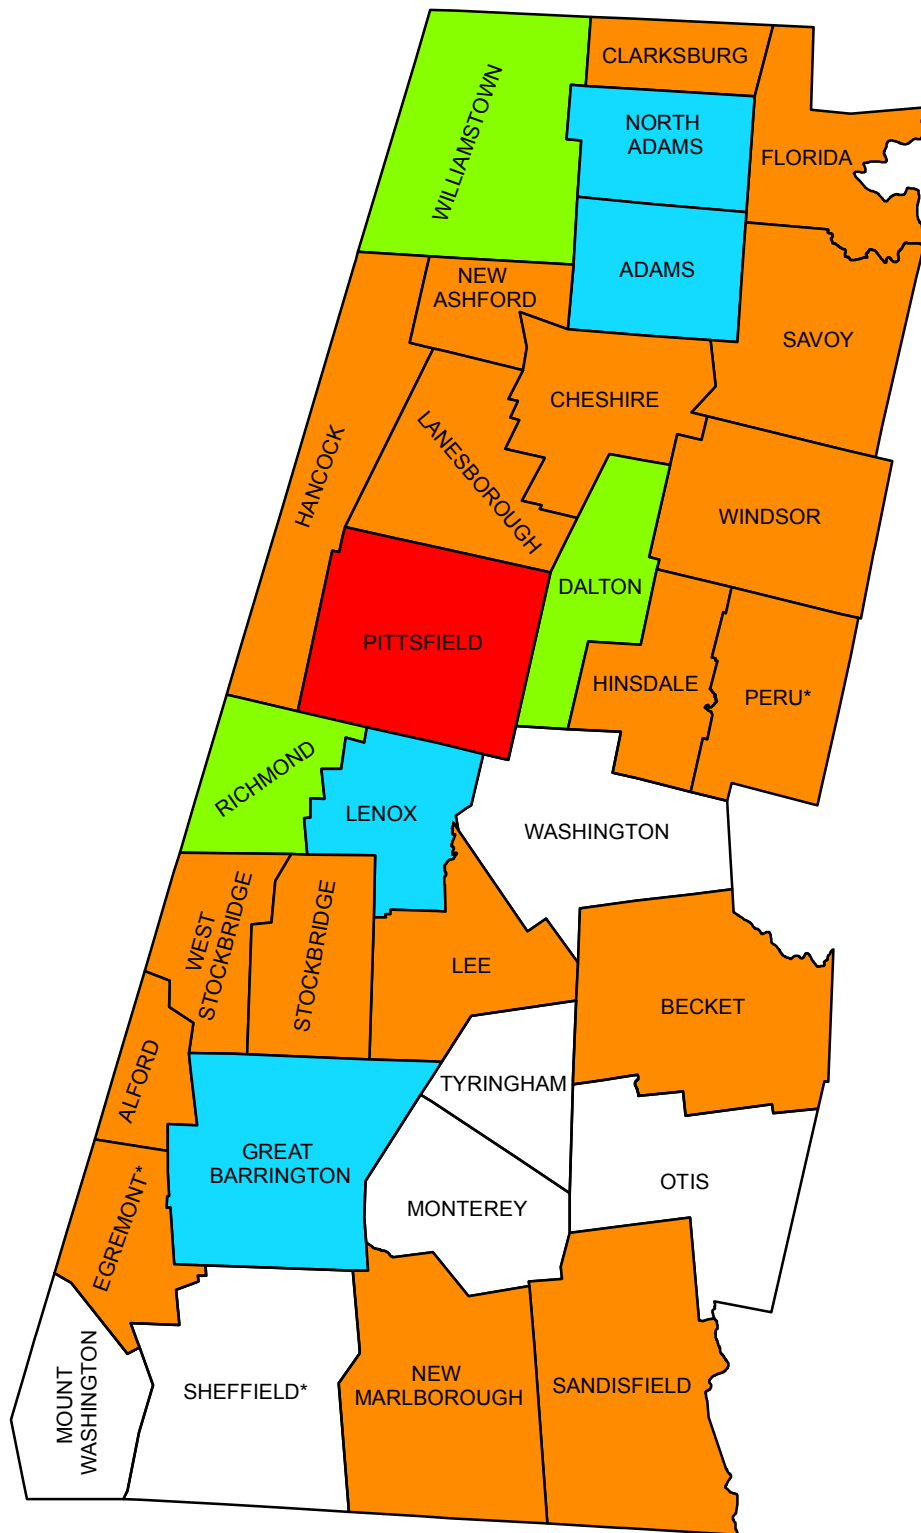 CLARKSBURG
WILLIAMSTOWN
NORTH
ADAMS
FLORIDA
ADAMS
NEW
ASHFORD
SAVOY
CHESHIRE
HANCOCK
LANESBOROUGH
WINDSOR
DALTON
PITTSFIELD
HINSDALE
PERU*
RICHMOND
LENOX
WASHINGTON
WEST
STOCKBRIDGE
STOCKBRIDGE
LEE
BECKET
ALFORD
TYRINGHAM
GREAT
BARRINGTON
OTIS
MONTEREY
EGREMONT*
MOUNT
WASHINGTON
SHEFFIELD*
NEW
MARLBOROUGH
SANDISFIELD